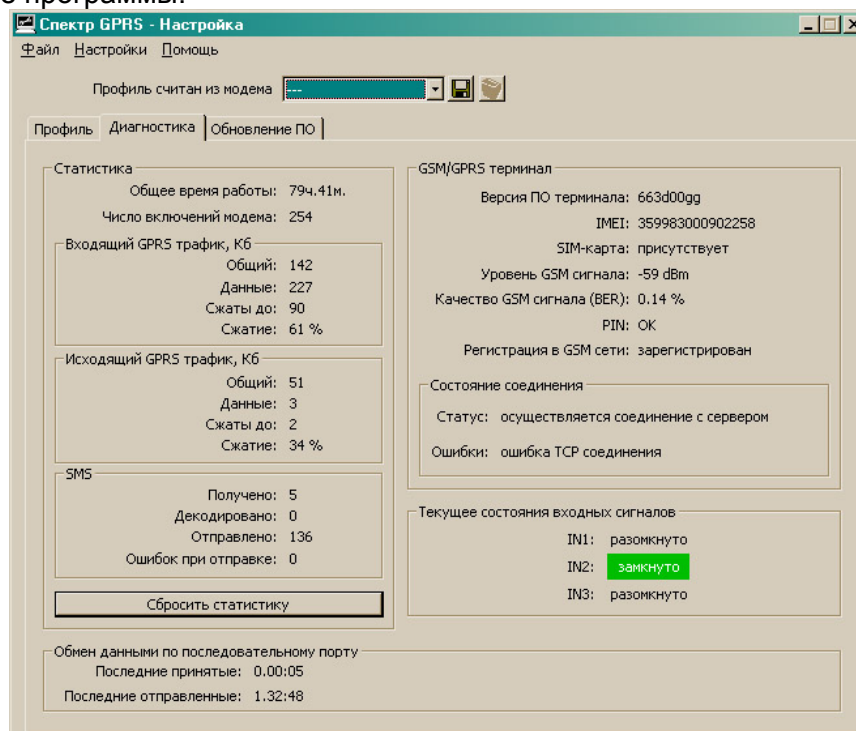 о программы.
Спектр GPRS - Настройка
Файл Настройки Помощь
Профиль считан из модема ---
Профиль Диагностика Обновление ПО
Статистика
Общее время работы: 79ч.41м.
Число включений модема: 254
Входящий GPRS трафик, Кб
Общий: 142
Данные: 227
Сжаты до: 90
Сжатие: 61 %
Исходящий GPRS трафик, Кб
Общий: 51
Данные: 3
Сжаты до: 2
Сжатие: 34 %
SMS
Получено: 5
Декодировано: 0
Отправлено: 136
Ошибок при отправке: 0
Сбросить статистику
GSM/GPRS терминал
Версия ПО терминала: 663d00gg
IMEI: 359983000902258
SIM-карта: присутствует
Уровень GSM сигнала: -59 dBm
Качество GSM сигнала (BER): 0.14 %
PIN: OK
Регистрация в GSM сети: зарегистрирован
Состояние соединения
Статус: осуществляется соединение с сервером
Ошибки: ошибка TCP соединения
Текущее состояния входных сигналов
IN1: разомкнуто
IN2: замкнуто
IN3: разомкнуто
Обмен данными по последовательному порту
Последние принятые: 0.00:05
Последние отправленные: 1.32:48